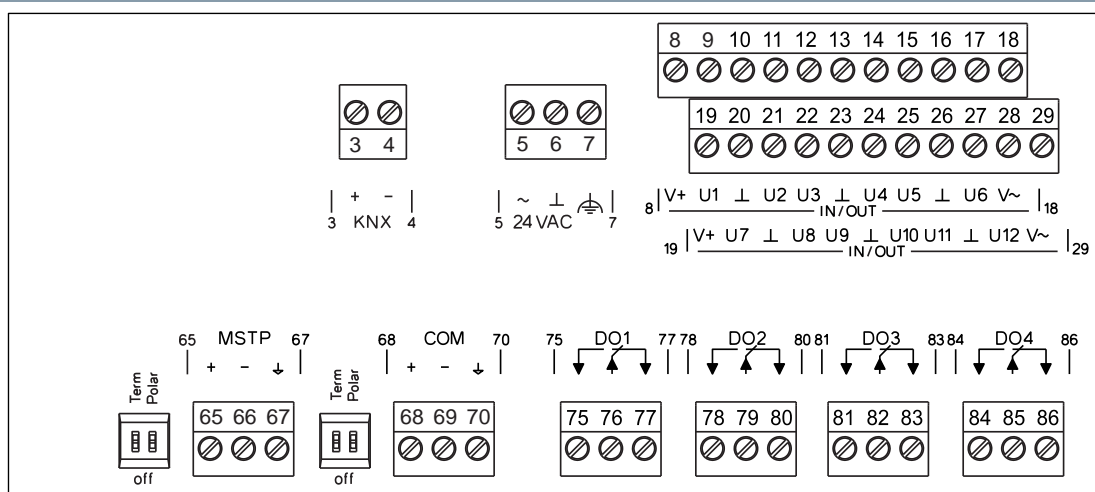 8 9 10 11 12 13 14 15 16 17 18
19 20 21 22 23 24 25 26 27 28 29
3 4
5 6 7
+ −
3 KNX 4
~ ⊥ ⏚
5 24 VAC 7
V+ U1 ⊥ U2 U3 ⊥ U4 U5 ⊥ U6 V~
8 IN/OUT 18
V+ U7 ⊥ U8 U9 ⊥ U10 U11 ⊥ U12 V~
19 IN/OUT 29
65 MSTP 67
+ −
68 COM 70
+ −
75 DO1 77
78 DO2 80
81 DO3 83
84 DO4 86
Term
Polar
off
65 66 67
Term
Polar
off
68 69 70
75 76 77
78 79 80
81 82 83
84 85 86